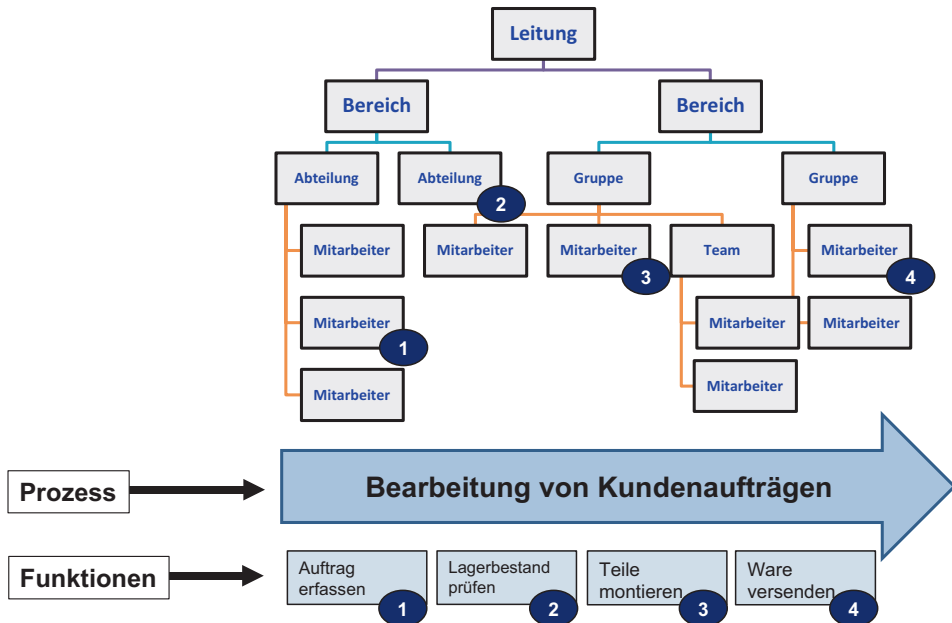 Leitung
Bereich
Bereich
Abteilung
Abteilung
Gruppe
Gruppe
2
Mitarbeiter
Mitarbeiter
Mitarbeiter
Team
Mitarbeiter
3
4
Mitarbeiter
Mitarbeiter
Mitarbeiter
1
Mitarbeiter
Mitarbeiter
Prozess
Bearbeitung von Kundenaufträgen
Funktionen
Auftrag
erfassen
1
Lagerbestand
prüfen
2
Teile
montieren
3
Ware
versenden
4